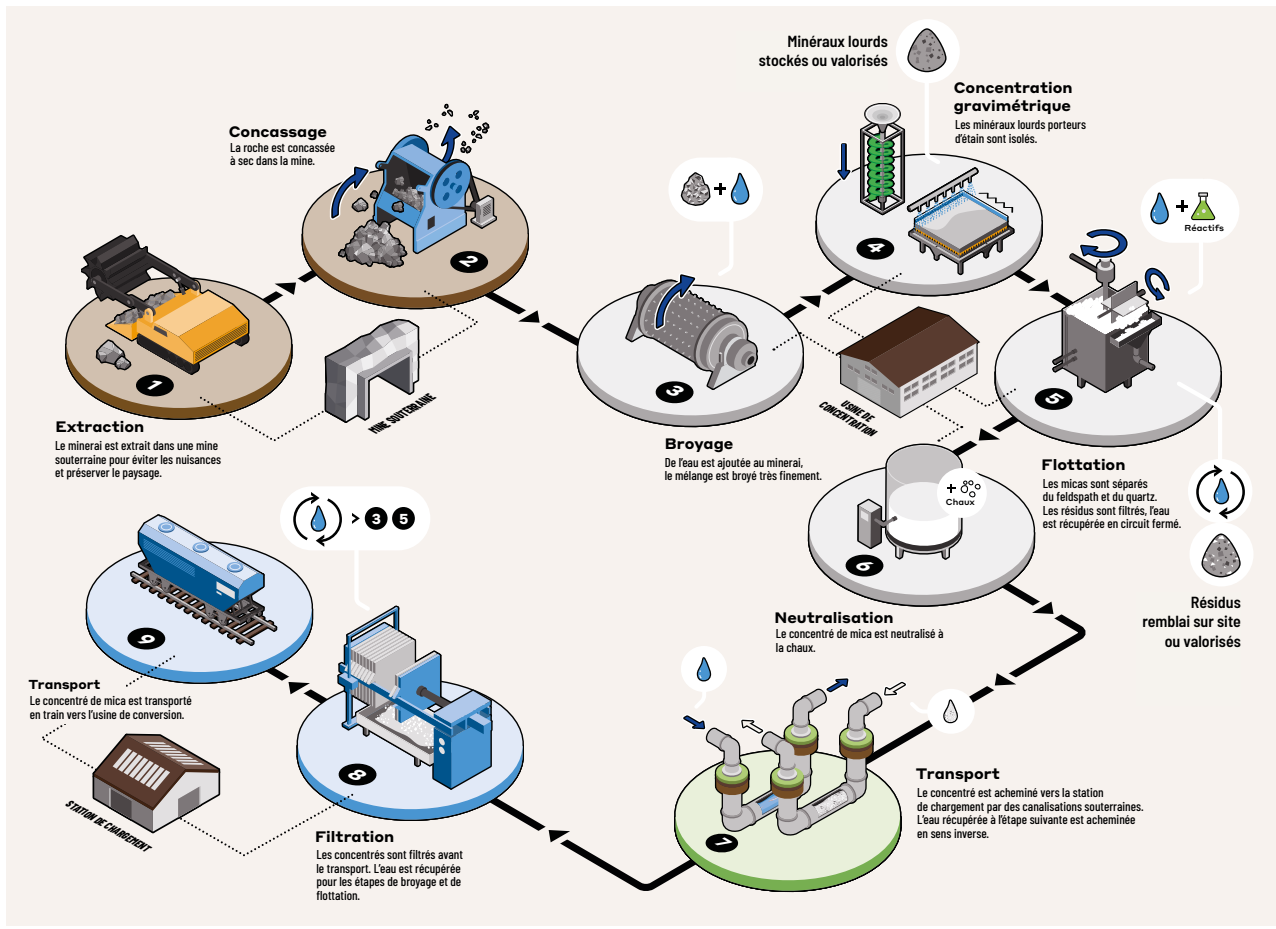 Minéraux lourds
stockés ou valorisés
Concentration
gravimétrique
Les minéraux lourds porteurs
d'étain sont isolés.
Concassage
La roche est concassée
à sec dans la mine.
+
+
Réactifs
4
2
1
3
5
MINE SOUTERRAINE
USINE DE
CONCENTRATION
Extraction
Le minerai est extrait dans une mine
souterraine pour éviter les nuisances
et préserver le paysage.
Broyage
De l'eau est ajoutée au minerai,
le mélange est broyé très finement.
Flottation
Les micas sont séparés
du feldspath et du quartz.
Les résidus sont filtrés, l'eau
est récupérée en circuit fermé.
+
Chaux
> 3 5
6
Résidus
remblai sur site
ou valorisés
Neutralisation
Le concentré de mica est neutralisé à
la chaux.
9
Transport
Le concentré de mica est transporté
en train vers l'usine de conversion.
STATION DE CHARGEMENT
8
Filtration
Les concentrés sont filtrés avant
le transport. L'eau est récupérée
pour les étapes de broyage et de
flottation.
7
Transport
Le concentré est acheminé vers la station
de chargement par des canalisations souterraines.
L'eau récupérée à l'étape suivante est acheminée
en sens inverse.